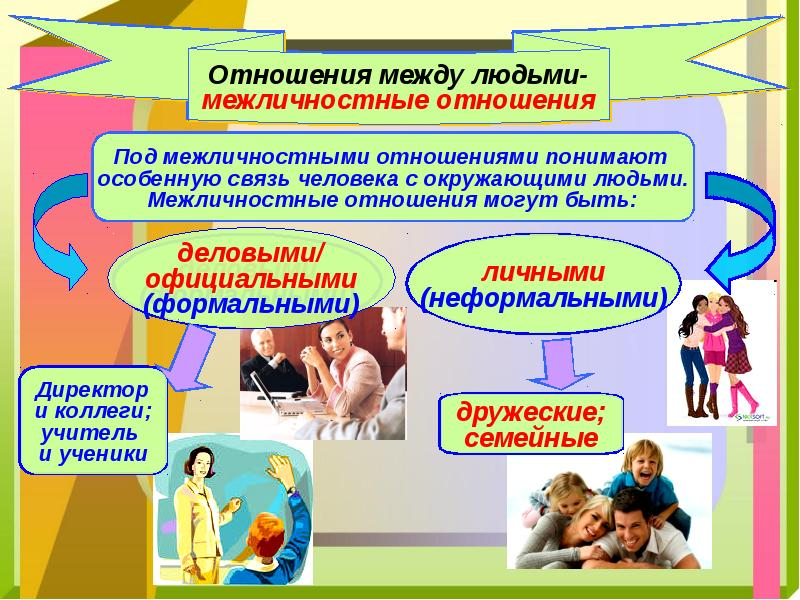 Отношения между людьми-
межличностные отношения
Под межличностными отношениями понимают
особенную связь человека с окружающими людьми.
Межличностные отношения могут быть:
деловыми/
официальными
(формальными)
личными
(неформальными)
Директор
и коллеги;
учитель
и ученики
дружеские;
семейные